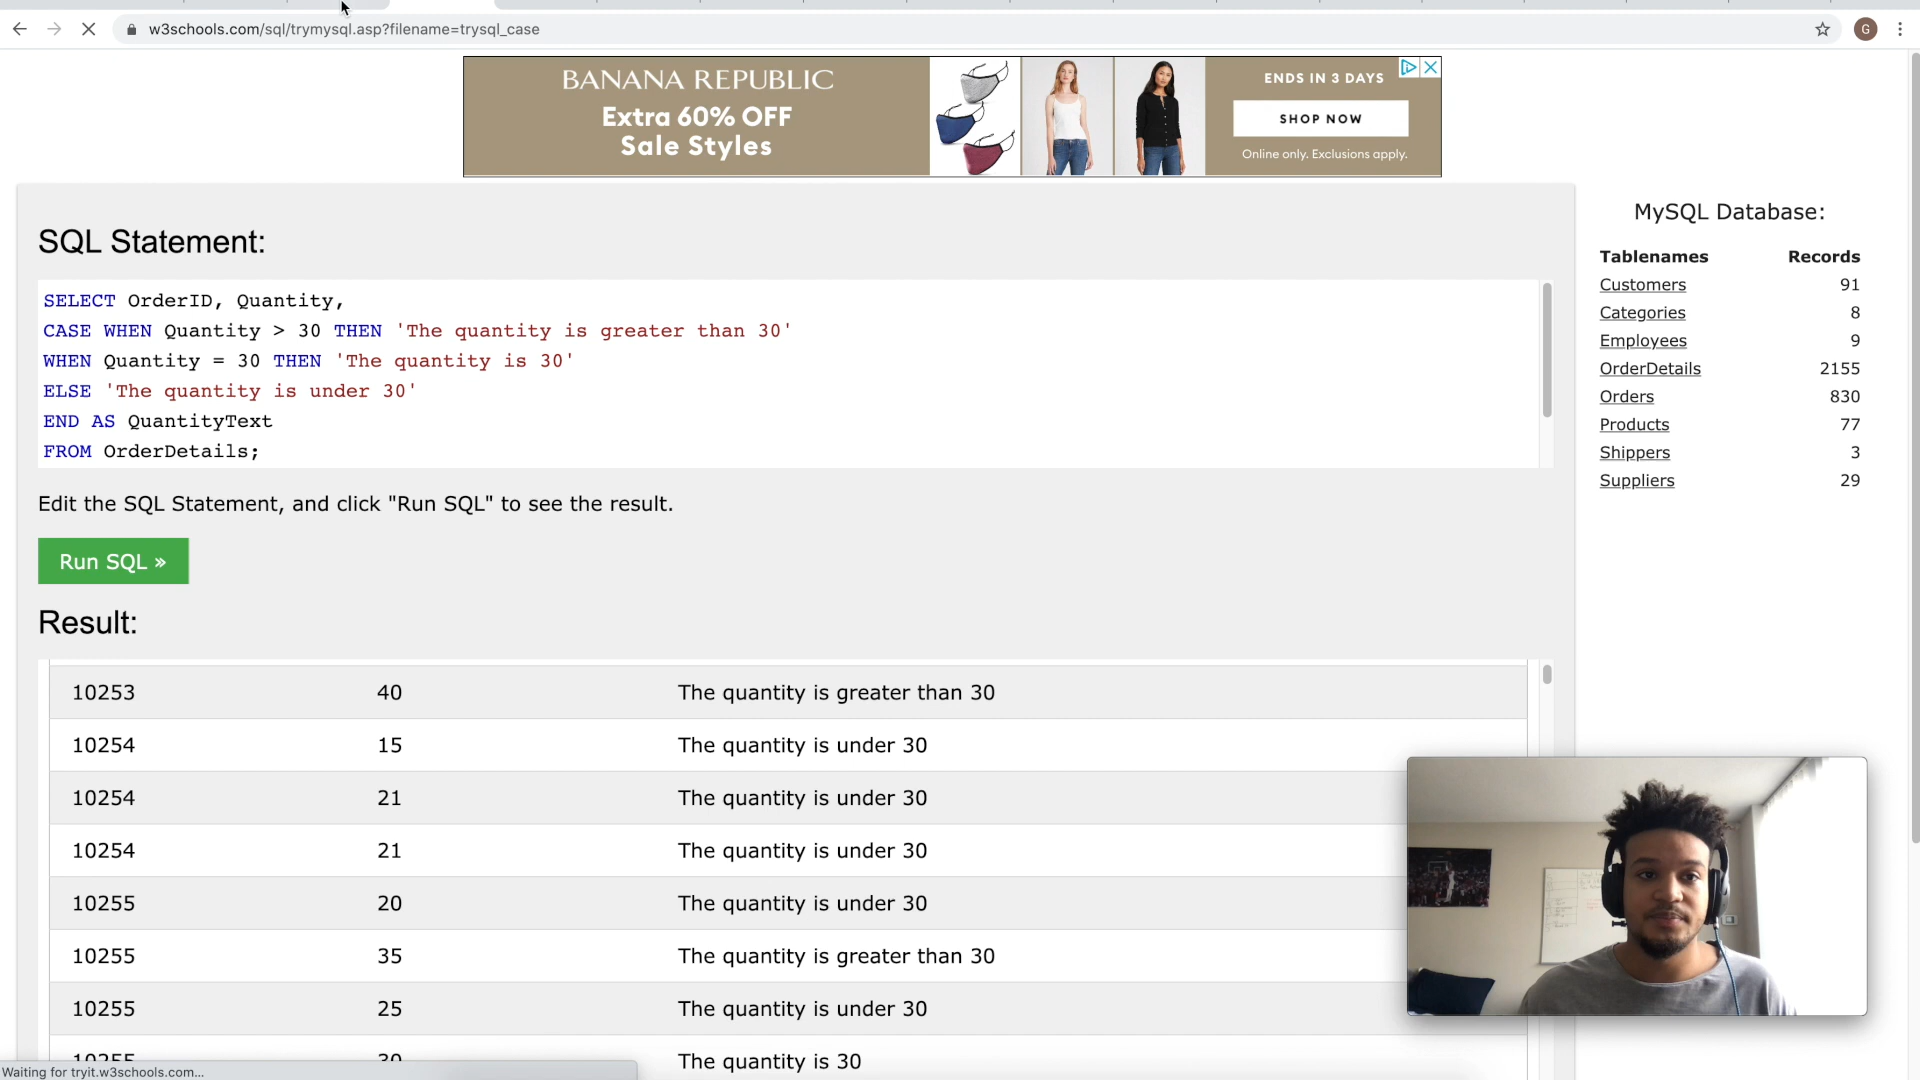 w3schools.com/sql/trymysql.asp?filename=trysql_case
G
BANANA REPUBLIC
Extra 60% OFF
Sale Styles
ENDS IN 3 DAYS
SHOP NOW
Online only. Exclusions apply.
SQL Statement:
SELECT OrderID, Quantity,
CASE WHEN Quantity > 30 THEN 'The quantity is greater than 30'
WHEN Quantity = 30 THEN 'The quantity is 30'
ELSE 'The quantity is under 30'
END AS QuantityText
FROM OrderDetails;
Edit the SQL Statement, and click "Run SQL" to see the result.
Run SQL »
Result:
10253 40 The quantity is greater than 30
10254 15 The quantity is under 30
10254 21 The quantity is under 30
10254 21 The quantity is under 30
10255 20 The quantity is under 30
10255 35 The quantity is greater than 30
10255 25 The quantity is under 30
10255 30 The quantity is 30
MySQL Database:
Tablenames Records
Customers 91
Categories 8
Employees 9
OrderDetails 2155
Orders 830
Products 77
Shippers 3
Suppliers 29
Waiting for tryit.w3schools.com...